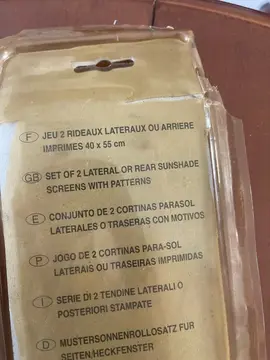 F JEU 2 RIDEAUX LATERAUX OU ARRIERE
IMPRIMES 40 x 55 cm
GB SET OF 2 LATERAL OR REAR SUNSHADE
SCREENS WITH PATTERNS
E CONJUNTO DE 2 CORTINAS PARASOL
LATERALES O TRASERAS CON MOTIVOS
P JOGO DE 2 CORTINAS PARA-SOL
LATERAIS OU TRASEIRAS IMPRIMIDAS
I SERIE DI 2 TENDINE LATERALI O
POSTERIORI STAMPATE
D MUSTERSONNENROLLOSATZ FUR
SEITEN/HECKFENSTER